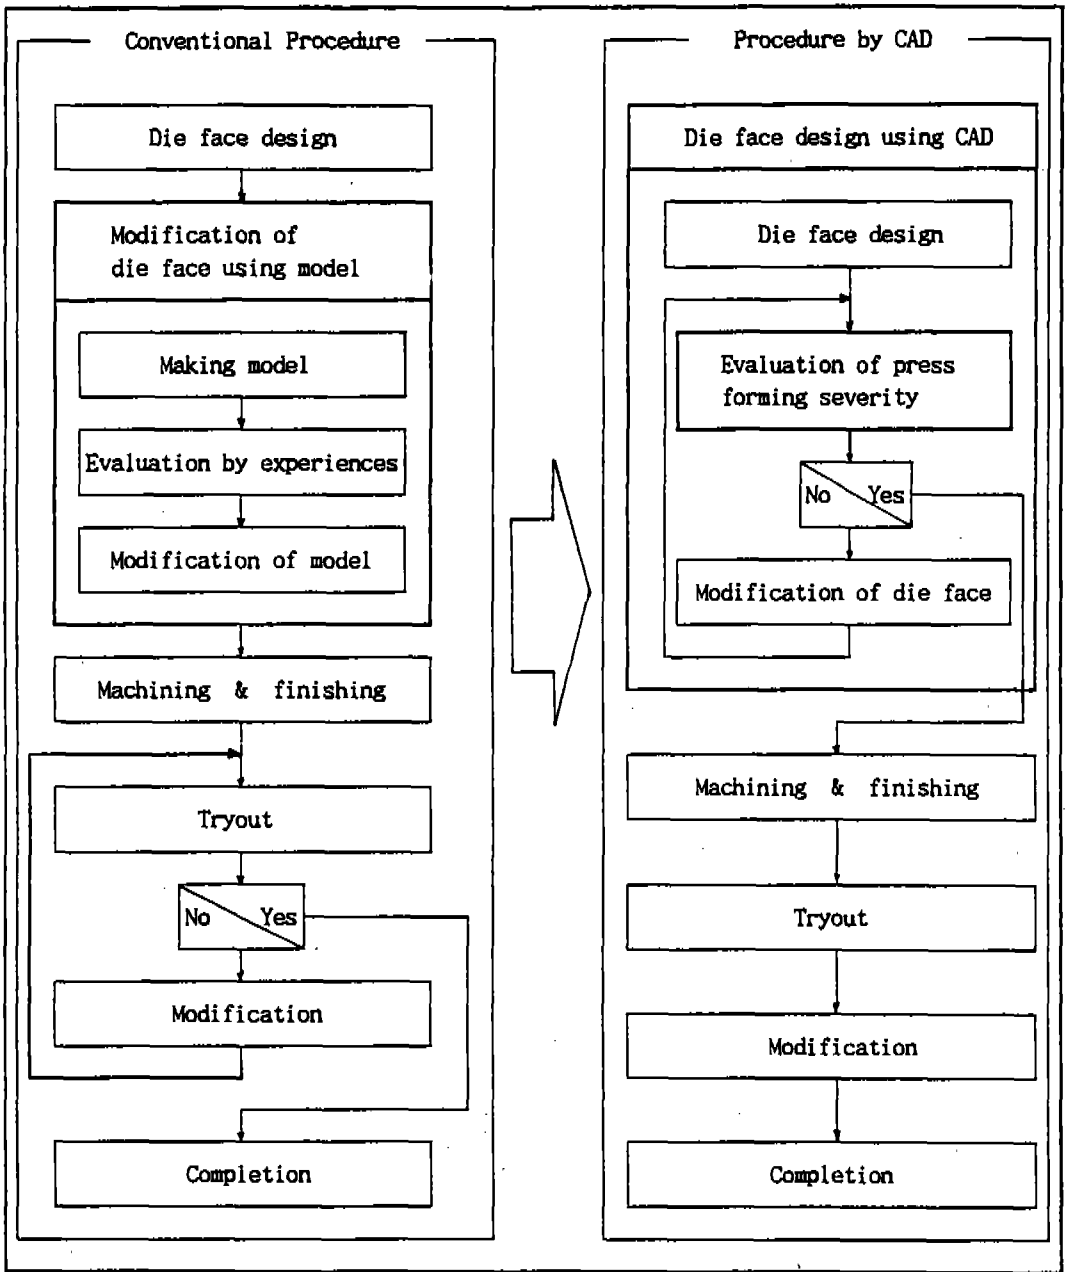 Conventional Procedure
Die face design
Modification of
die face using model
Making model
Evaluation by experiences
Modification of model
Machining & finishing
Tryout
No Yes
Modification
Completion
Procedure by CAD
Die face design using CAD
Die face design
Evaluation of press
forming severity
No Yes
Modification of die face
Machining & finishing
Tryout
Modification
Completion